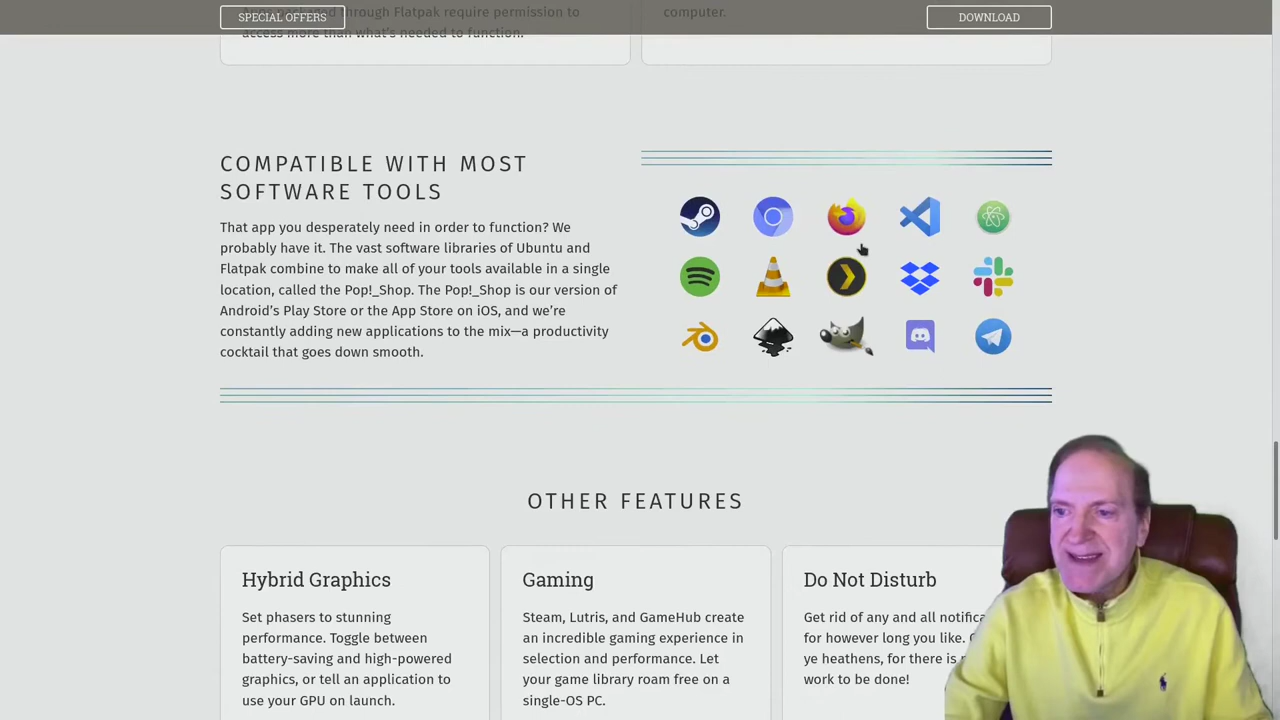 SPECIAL OFFERS
through Flatpak require permission to
access more than what's needed to function.
computer.
DOWNLOAD
COMPATIBLE WITH MOST
SOFTWARE TOOLS
That app you desperately need in order to function? We
probably have it. The vast software libraries of Ubuntu and
Flatpak combine to make all of your tools available in a single
location, called the Pop!_Shop. The Pop!_Shop is our version of
Android's Play Store or the App Store on iOS, and we're
constantly adding new applications to the mix—a productivity
cocktail that goes down smooth.
OTHER FEATURES
Hybrid Graphics
Set phasers to stunning
performance. Toggle between
battery-saving and high-powered
graphics, or tell an application to
use your GPU on launch.
Gaming
Steam, Lutris, and GameHub create
an incredible gaming experience in
selection and performance. Let
your game library roam free on a
single-OS PC.
Do Not Disturb
Get rid of any and all
for however long you like.
ye heathens, for there is
work to be done!